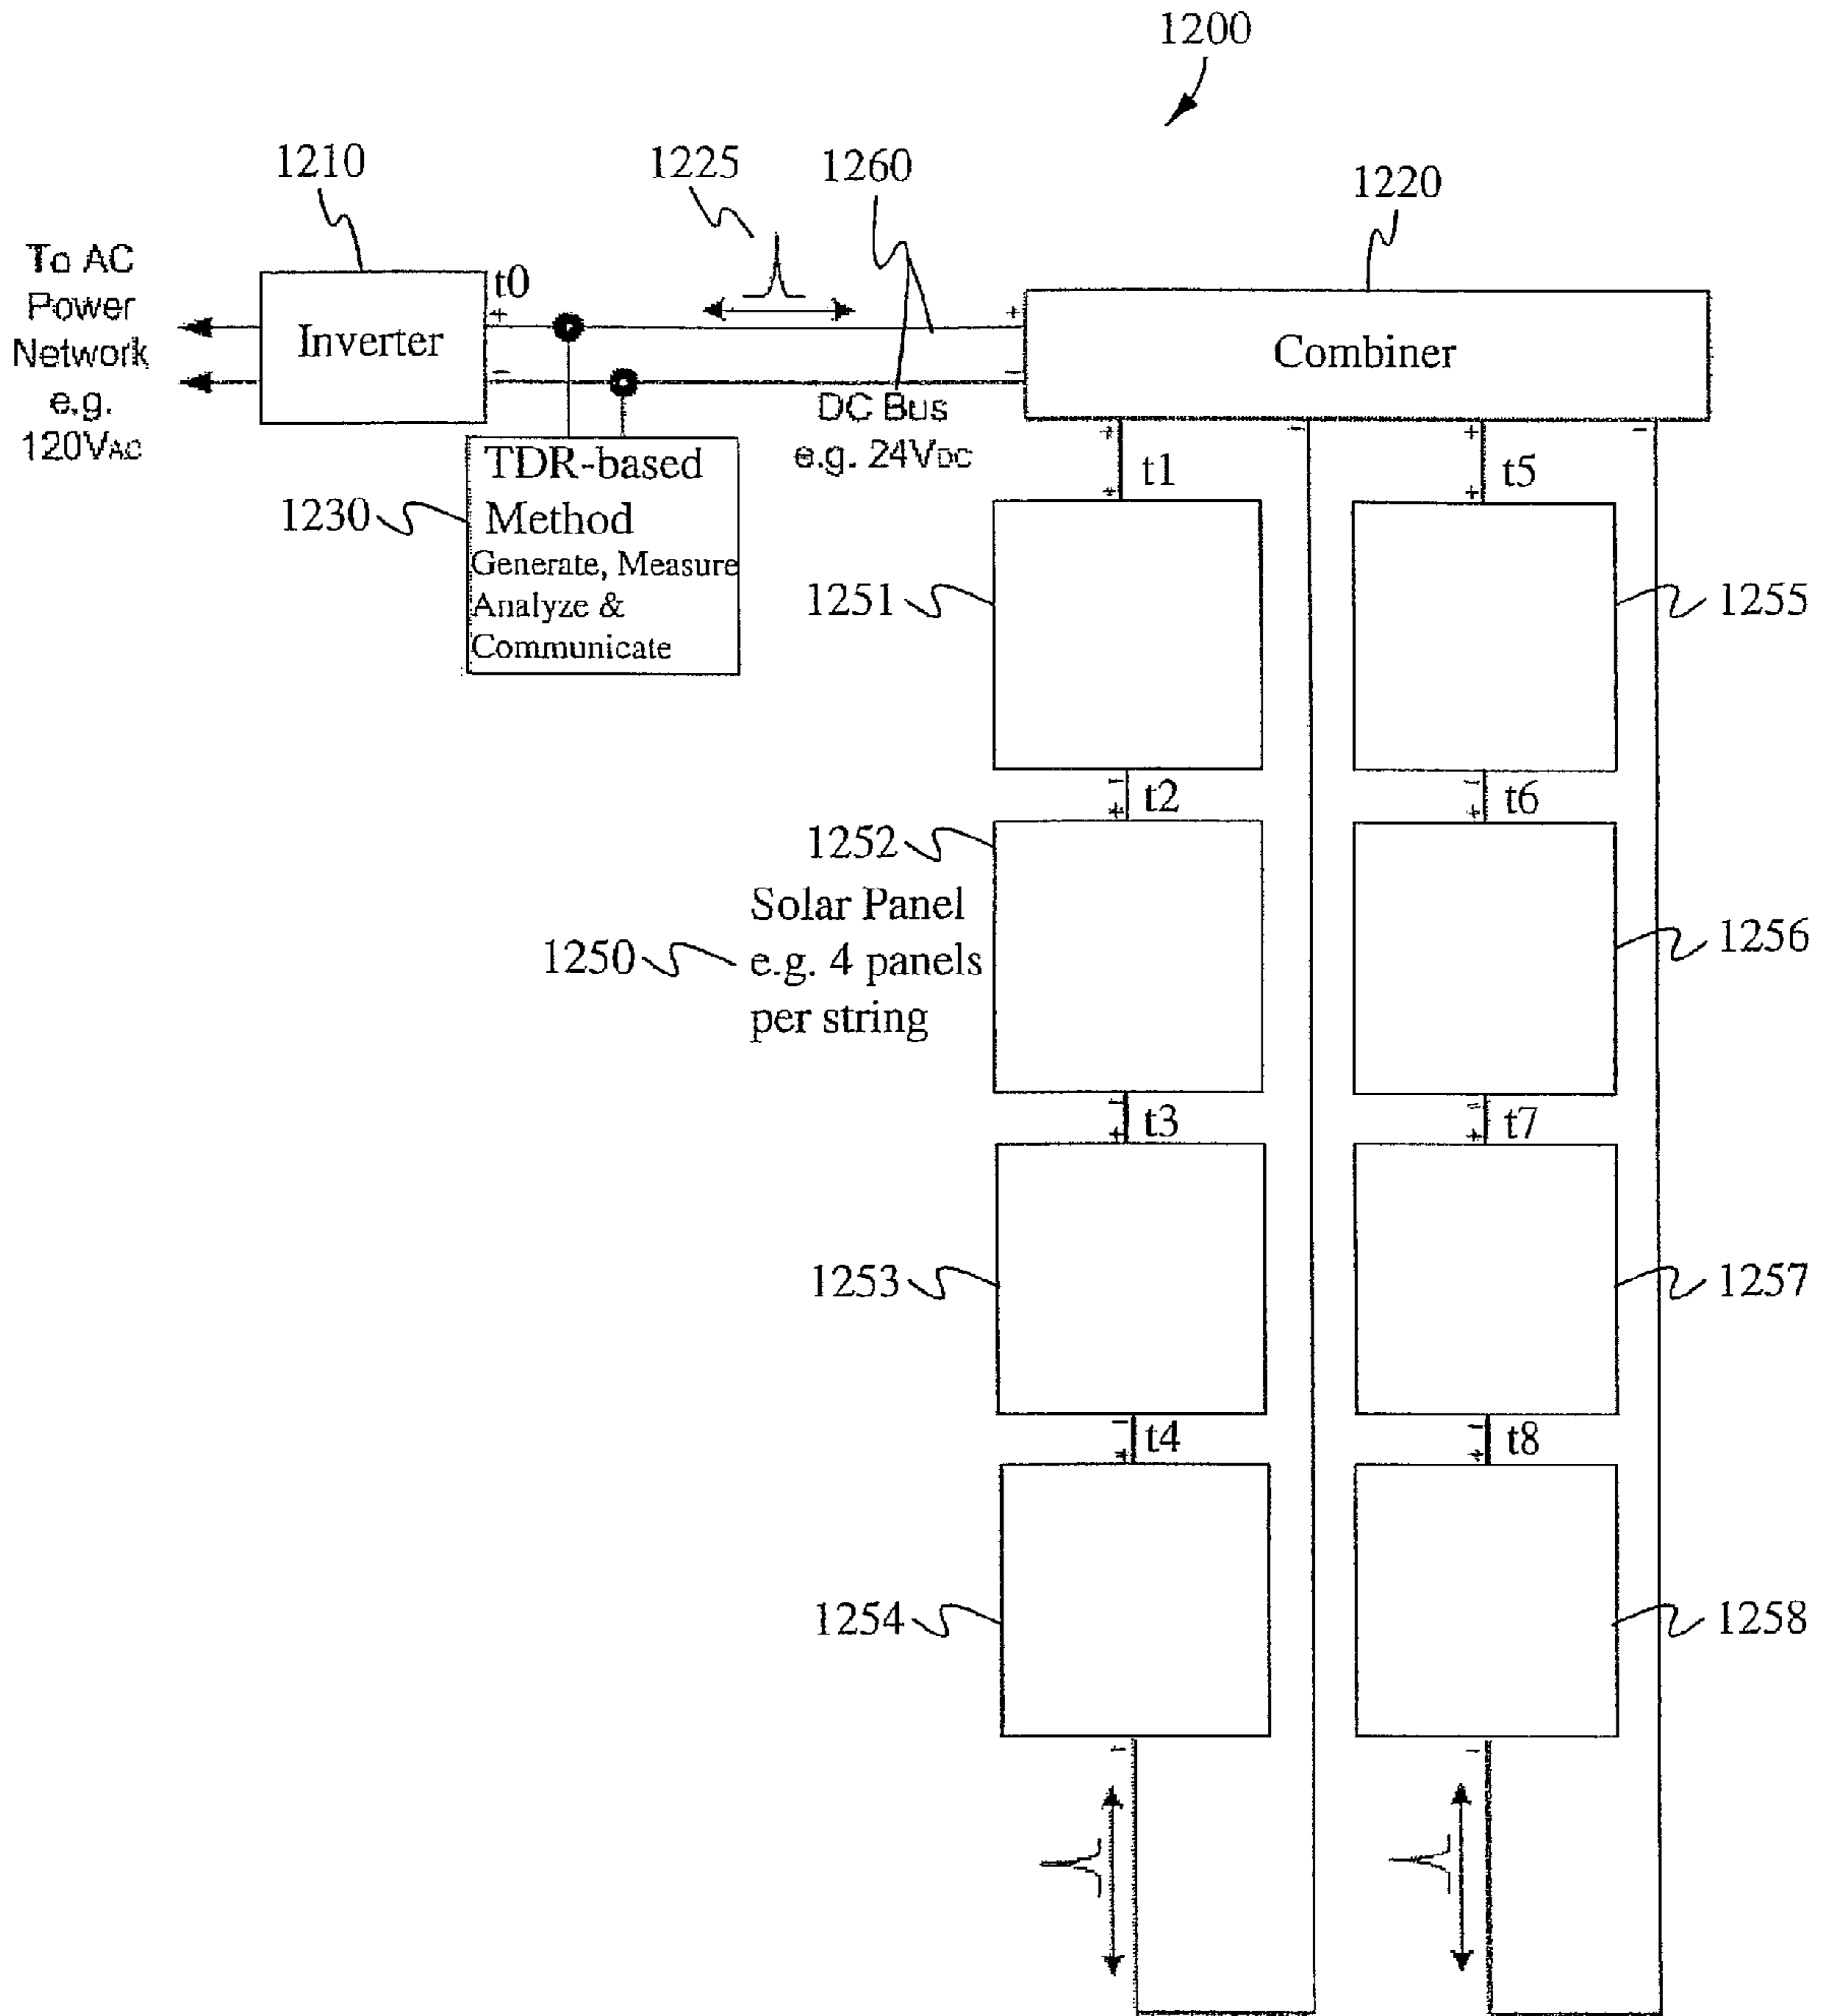 1200
1210
1225
1260
1220
To AC
Power
Network
e.g.
120VAC
t0
+
−
Inverter
+
−
Combiner
DC Bus
e.g. 24VDC
1230
TDR-based
Method
Generate, Measure
Analyze &
Communicate
+
−
+
−
+
t1
+
t5
1251
1255
−
+
t2
−
+
t6
1252
Solar Panel
1250
e.g. 4 panels
per string
1256
−
+
t3
−
+
t7
1253
1257
−
+
t4
−
+
t8
1254
1258
−
−